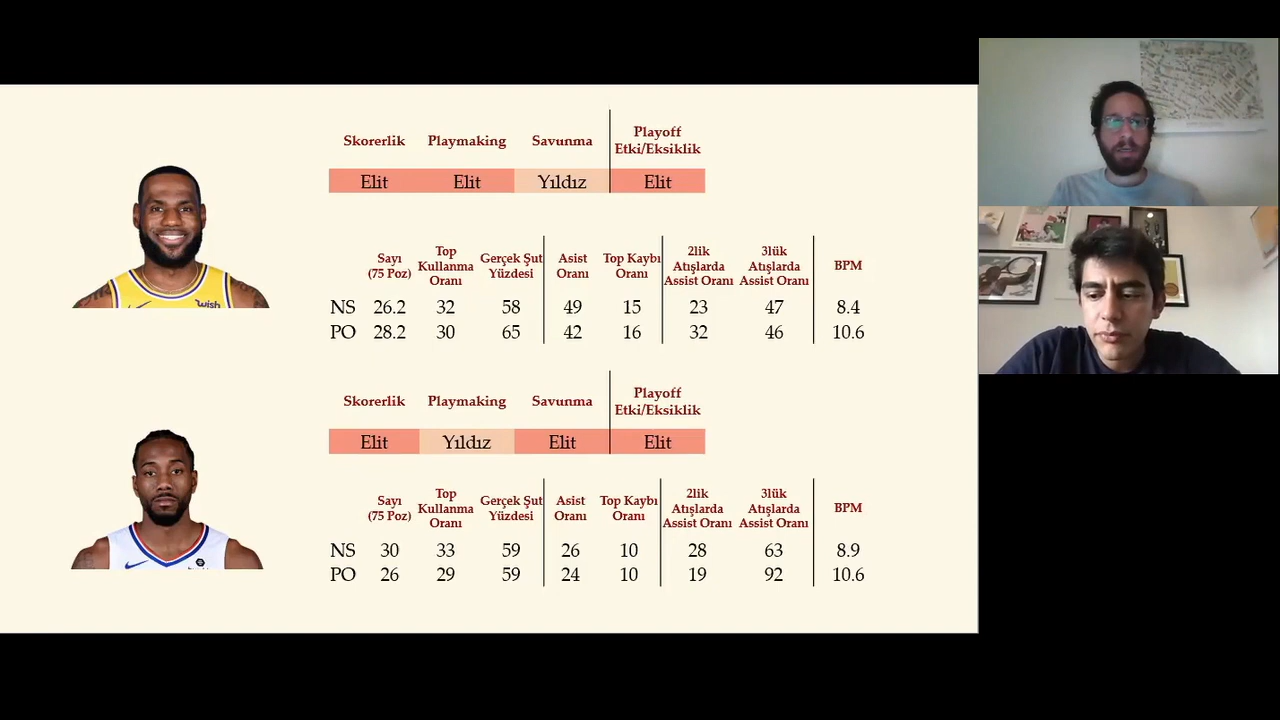 Skorerlik Playmaking Savunma Playoff
Etki/Eksiklik
Elit Elit Yıldız Elit
Sayı
(75 Poz)
Top
Kullanma
Oranı
Gerçek Şut
Yüzdesi
Asist
Oranı
Top Kaybı
Oranı
2lik
Atışlarda
Assist Oranı
3lük
Atışlarda
Assist Oranı
BPM
NS 26.2 32 58 49 15 23 47 8.4
PO 28.2 30 65 42 16 32 46 10.6
wish
Skorerlik Playmaking Savunma Playoff
Etki/Eksiklik
Elit Yıldız Elit Elit
Sayı
(75 Poz)
Top
Kullanma
Oranı
Gerçek Şut
Yüzdesi
Asist
Oranı
Top Kaybı
Oranı
2lik
Atışlarda
Assist Oranı
3lük
Atışlarda
Assist Oranı
BPM
NS 30 33 59 26 10 28 63 8.9
PO 26 29 59 24 10 19 92 10.6